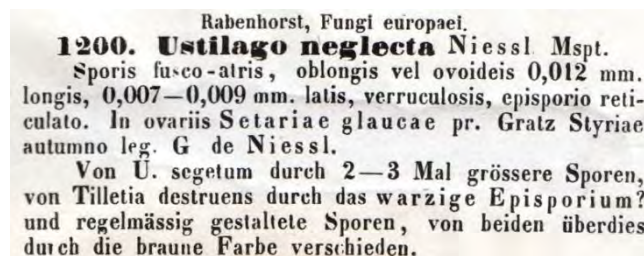 Rabenhorst, Fungi europaei.
1200. Ustilago neglecta Niessl Mspt.
Sporis fusco-atris, oblongis vel ovoideis 0,012 mm.
longis, 0,007—0,009 mm. latis, verruculosis, episporio reti-
culato. In ovariis Setariae glaucae pr. Gratz Styriae
autumno leg. G de Niessl.
Von U. segetum durch 2—3 Mal grössere Sporen,
von Tilletia destruens durch das warzige Episporium?
und regelmässig gestaltete Sporen, von beiden überdies
durch die braune Farbe verschieden.